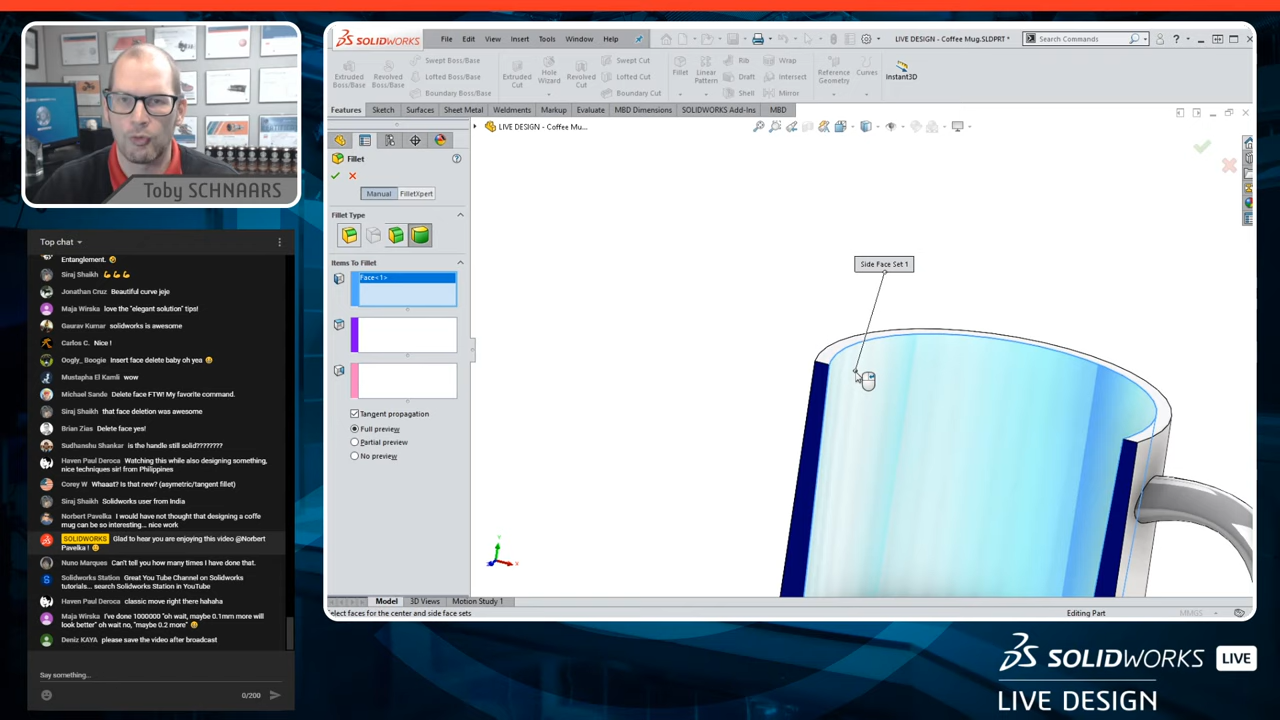 Toby SCHNAARS
Top chat
Entanglement.
Siraj Shaikh
Jonathan Cruz Beautiful curve jeje
Maja Wirska love the "elegant solution" tips!
Gaurav Kumar solidworks is awesome
Carlos C. Nice !
Oogly_Boogie Insert face delete baby oh yea
Mustapha El Kamli wow
Michael Sande Delete face FTW! My favorite command.
Siraj Shaikh that face deletion was awesome
Brian Zias Delete face yes!
Sudhanshu Shankar is the handle still solid????????
Haven Paul Deroca Watching this while also designing something,
nice techniques sir! from Philippines
Corey W Whaaat? Is that new? (asymetric/tangent fillet)
Siraj Shaikh Solidworks user from India
Norbert Pavelka I would have not thought that designing a coffe
mug can be so interesting... nice work
SOLIDWORKS Glad to hear you are enjoying this video @Norbert
Pavelka !
Nuno Marques Can't tell you how many times I have done that.
Solidworks Station Great You Tube Channel on Solidworks
tutorials... search Solidworks Station in YouTube
Haven Paul Deroca classic move right there hahaha
Maja Wirska I've done 1000000 "oh wait, maybe 0.1mm more will
look better" oh wait no, "maybe 0.2 more"
Deniz KAYA please save the video after broadcast
Say something...
0/200
SOLIDWORKS
File Edit View Insert Tools Window Help
LIVE DESIGN - Coffee Mug.SLDPRT *
Search Commands
Extruded
Boss/Base
Revolved
Boss/Base
Swept Boss/Base
Lofted Boss/Base
Boundary Boss/Base
Extruded
Cut
Hole
Wizard
Revolved
Cut
Swept Cut
Lofted Cut
Boundary Cut
Fillet
Linear
Pattern
Rib
Draft
Shell
Wrap
Intersect
Mirror
Reference
Geometry
Curves
Instant3D
Features Sketch Surfaces Sheet Metal Weldments Markup Evaluate MBD Dimensions SOLIDWORKS Add-Ins MBD
LIVE DESIGN - Coffee Mu...
Fillet
Manual FilletXpert
Fillet Type
Items To Fillet
Face<1>
Tangent propagation
Full preview
Partial preview
No preview
Side Face Set 1
Model 3D Views Motion Study 1
elect faces for the center and side face sets
Editing Part
MMGS
SOLIDWORKS LIVE
LIVE DESIGN